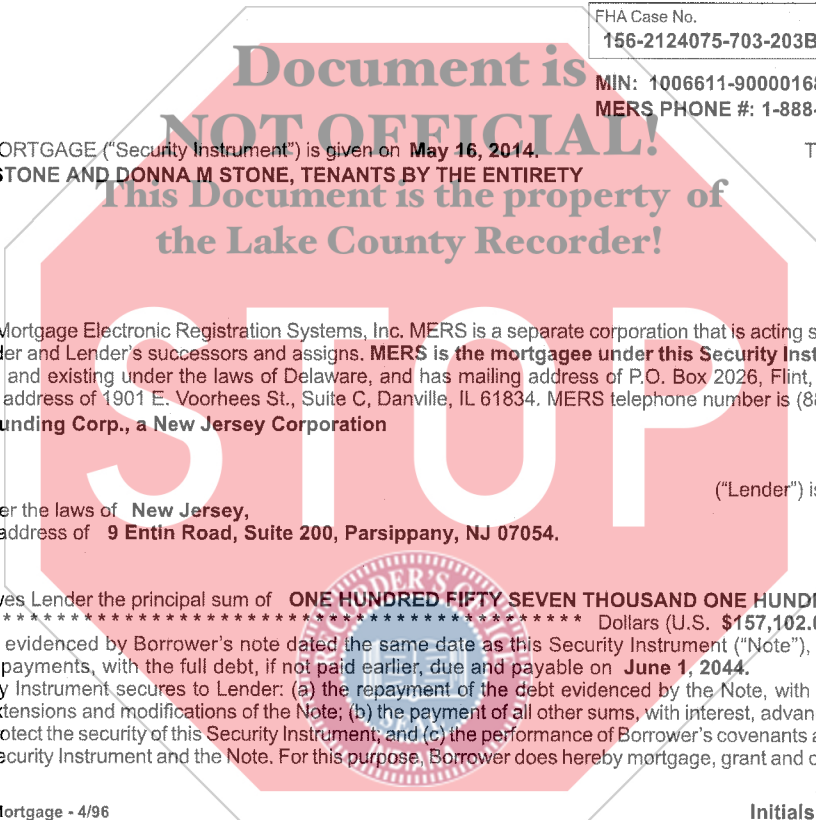 FHA Case No.
156-2124075-703-203B
Document is
MIN: 1006611-90000168
MERS PHONE #: 1-888-
NOT OFFICIAL!
ORTGAGE ("Security Instrument") is given on May 16, 2014. T
STONE AND DONNA M STONE, TENANTS BY THE ENTIRETY
This Document is the property of
the Lake County Recorder!
STOP
Mortgage Electronic Registration Systems, Inc. MERS is a separate corporation that is acting s
der and Lender's successors and assigns. MERS is the mortgagee under this Security Inst
and existing under the laws of Delaware, and has mailing address of P.O. Box 2026, Flint,
address of 1901 E. Voorhees St., Suite C, Danville, IL 61834. MERS telephone number is (88
unding Corp., a New Jersey Corporation
("Lender") is
er the laws of New Jersey,
address of 9 Entin Road, Suite 200, Parsippany, NJ 07054.
ves Lender the principal sum of ONE HUNDRED FIFTY SEVEN THOUSAND ONE HUNDR
* * * * * * * * * * * * * * * * * * * * * * * * * * * * * * * * * * * * * * * * * * * * * Dollars (U.S. $157,102.0
evidenced by Borrower's note dated the same date as this Security Instrument ("Note"),
payments, with the full debt, if not paid earlier, due and payable on June 1, 2044.
y Instrument secures to Lender: (a) the repayment of the debt evidenced by the Note, with
xtensions and modifications of the Note; (b) the payment of all other sums, with interest, advan
otect the security of this Security Instrument; and (c) the performance of Borrower's covenants a
ecurity Instrument and the Note. For this purpose, Borrower does hereby mortgage, grant and c
RECORDER'S OFFICE
SEAL
INDIANA
Mortgage - 4/96 Initials